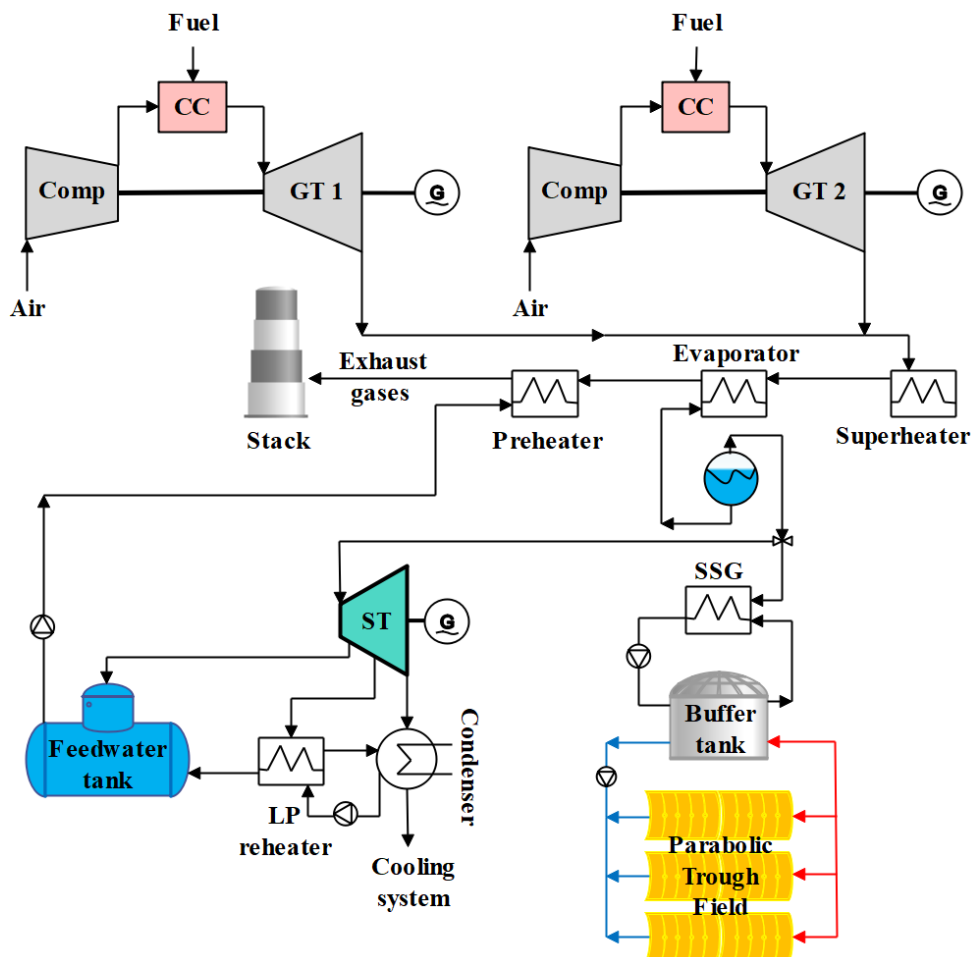 Fuel
Fuel
CC
CC
Comp
GT 1
G
Comp
GT 2
G
Air
Air
Exhaust
gases
Evaporator
Stack
Preheater
Superheater
SSG
ST
G
Feedwater
tank
Condenser
Buffer
tank
LP
reheater
Cooling
system
Parabolic
Trough
Field